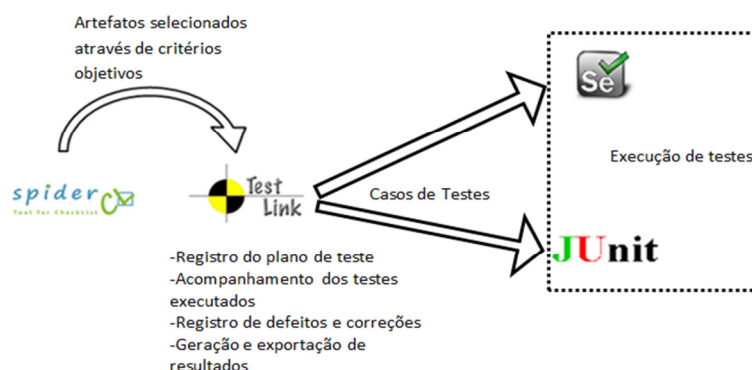 Artefatos selecionados
através de critérios
objetivos
Se
Execução de testes
spider CV
Tool for Checklist
Test
Link
Casos de Testes
JUnit
-Registro do plano de teste
-Acompanhamento dos testes
executados
-Registro de defeitos e correções
-Geração e exportação de
resultados